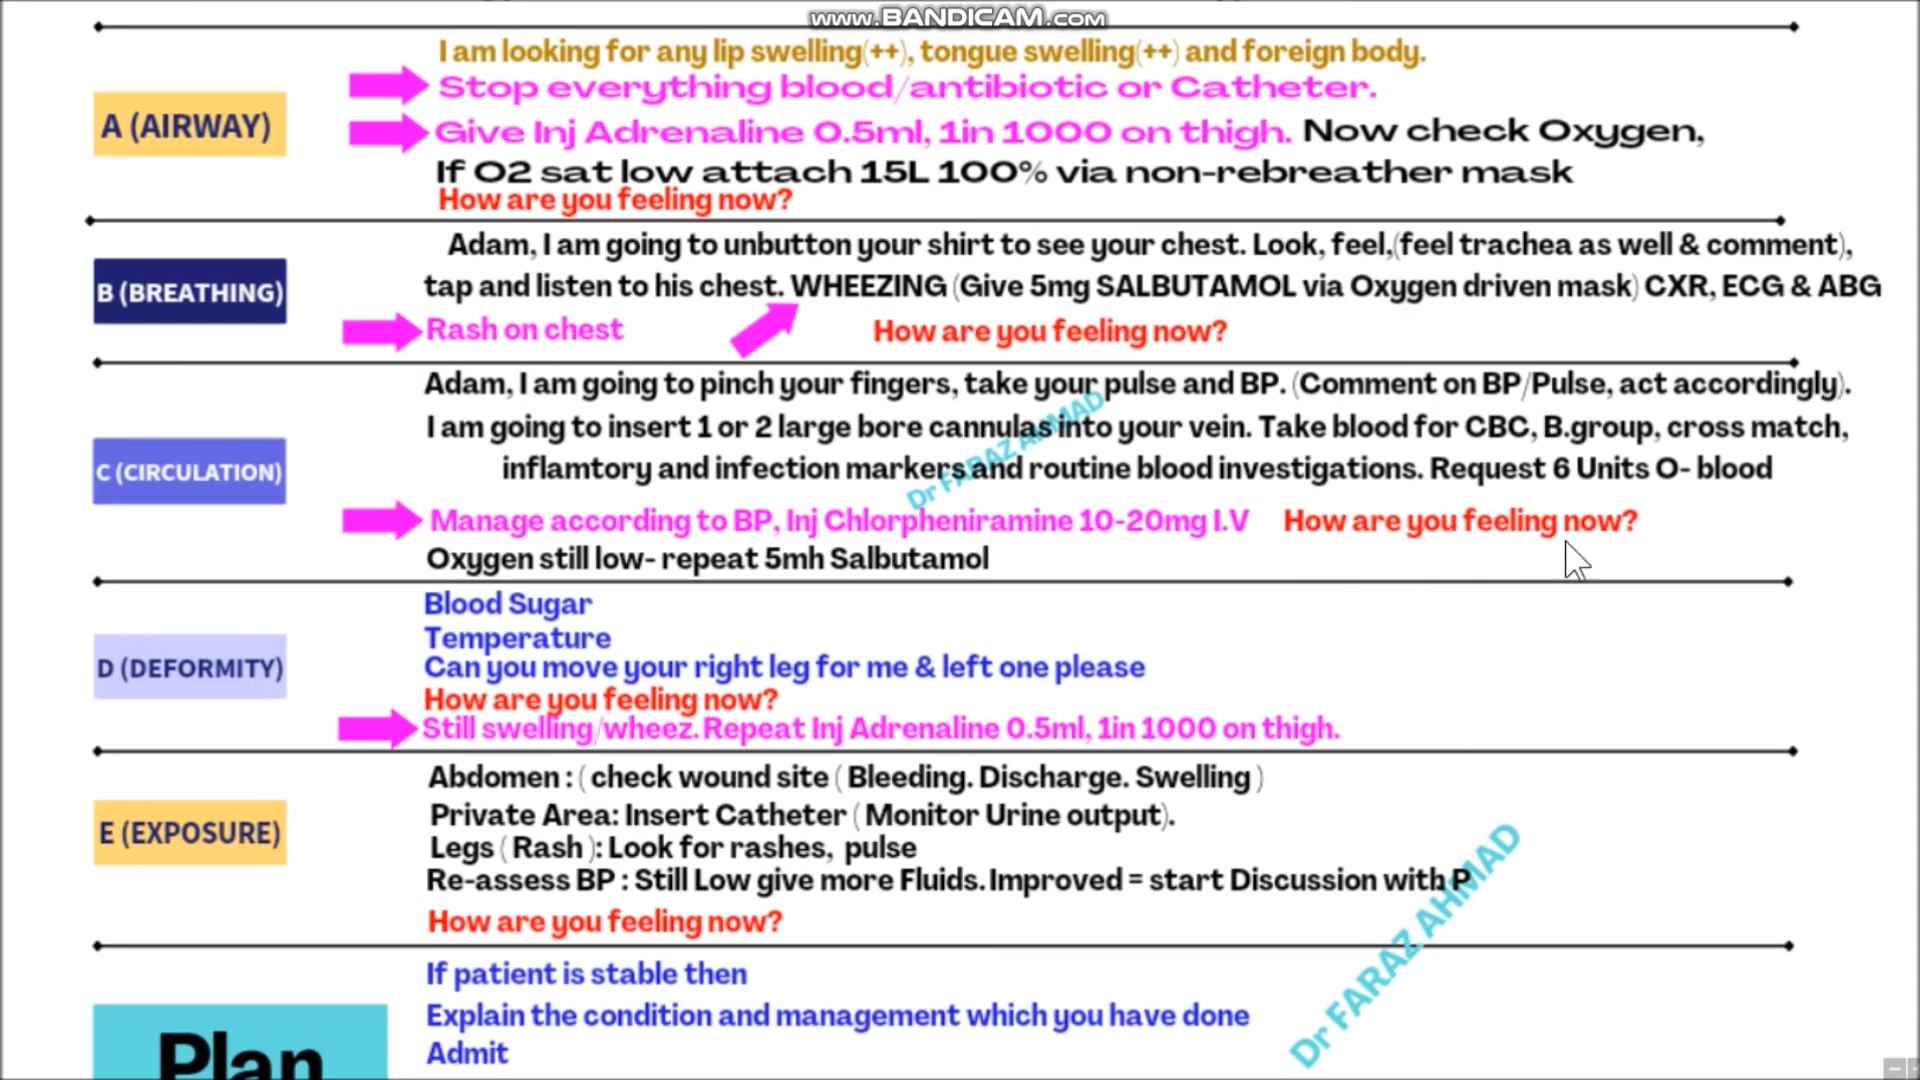 www.BANDICAM.com
I am looking for any lip swelling(++), tongue swelling(++) and foreign body.
Stop everything blood/antibiotic or Catheter.
A (AIRWAY)
Give Inj Adrenaline 0.5ml, 1in 1000 on thigh. Now check Oxygen,
If O2 sat low attach 15L 100% via non-rebreather mask
How are you feeling now?
Adam, I am going to unbutton your shirt to see your chest. Look, feel,(feel trachea as well & comment),
B (BREATHING)
tap and listen to his chest. WHEEZING (Give 5mg SALBUTAMOL via Oxygen driven mask) CXR, ECG & ABG
Rash on chest
How are you feeling now?
Adam, I am going to pinch your fingers, take your pulse and BP. (Comment on BP/Pulse, act accordingly).
I am going to insert 1 or 2 large bore cannulas into your vein. Take blood for CBC, B.group, cross match,
C (CIRCULATION)
inflamtory and infection markers and routine blood investigations. Request 6 Units O- blood
Dr FARAZ AHMAD
Manage according to BP, Inj Chlorpheniramine 10-20mg I.V
How are you feeling now?
Oxygen still low- repeat 5mh Salbutamol
Blood Sugar
Temperature
D (DEFORMITY)
Can you move your right leg for me & left one please
How are you feeling now?
Still swelling/wheez. Repeat Inj Adrenaline 0.5ml, 1in 1000 on thigh.
Abdomen : ( check wound site ( Bleeding. Discharge. Swelling )
E (EXPOSURE)
Private Area: Insert Catheter ( Monitor Urine output).
Legs ( Rash ): Look for rashes, pulse
Re-assess BP : Still Low give more Fluids. Improved = start Discussion with P
How are you feeling now?
Dr FARAZ AHMAD
If patient is stable then
Explain the condition and management which you have done
Plan
Admit